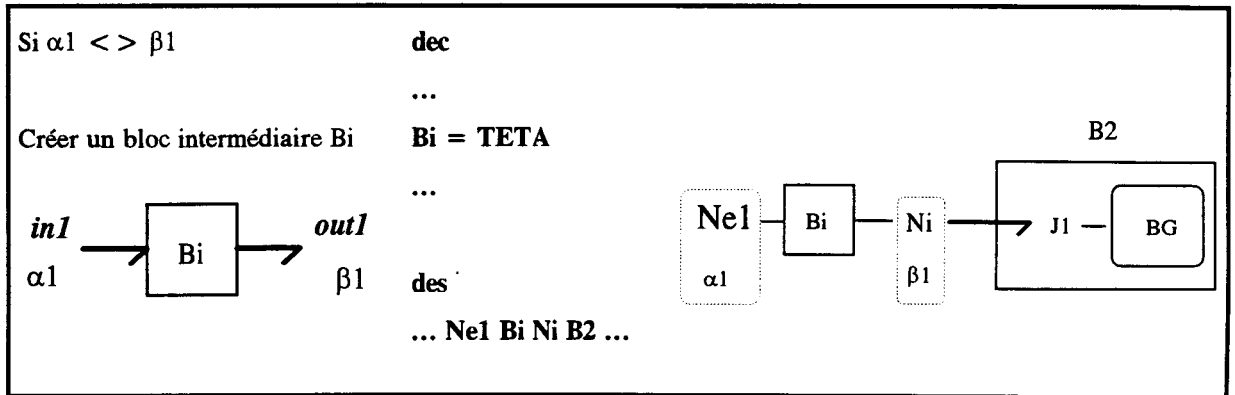 Si α1 < > β1
dec
...
Créer un bloc intermédiaire Bi
Bi = TETA
...
in1
out1
Bi
α1
β1
des
... Ne1 Bi Ni B2 ...
B2
Ne1
Bi
Ni
J1
BG
α1
β1